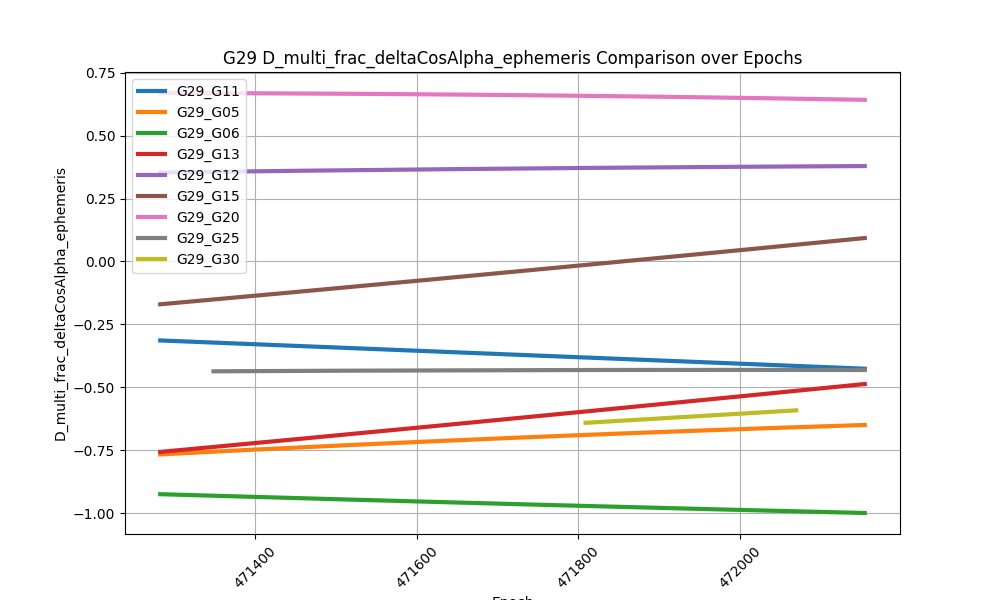 G29 D_multi_frac_deltaCosAlpha_ephemeris Comparison over Epochs
D_multi_frac_deltaCosAlpha_ephemeris
0.75
0.50
0.25
0.00
−0.25
−0.50
−0.75
−1.00
G29_G11
G29_G05
G29_G06
G29_G13
G29_G12
G29_G15
G29_G20
G29_G25
G29_G30
471400
471600
471800
472000
Epoch